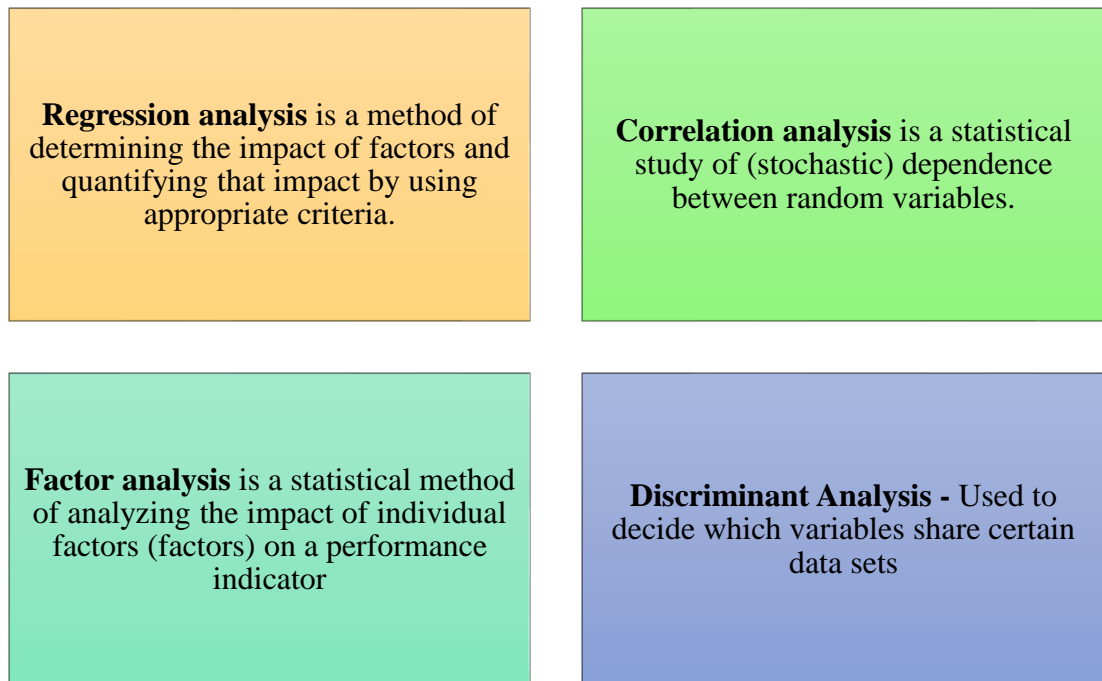 Regression analysis is a method of
determining the impact of factors and
quantifying that impact by using
appropriate criteria.
Correlation analysis is a statistical
study of (stochastic) dependence
between random variables.
Factor analysis is a statistical method
of analyzing the impact of individual
factors (factors) on a performance
indicator
Discriminant Analysis - Used to
decide which variables share certain
data sets